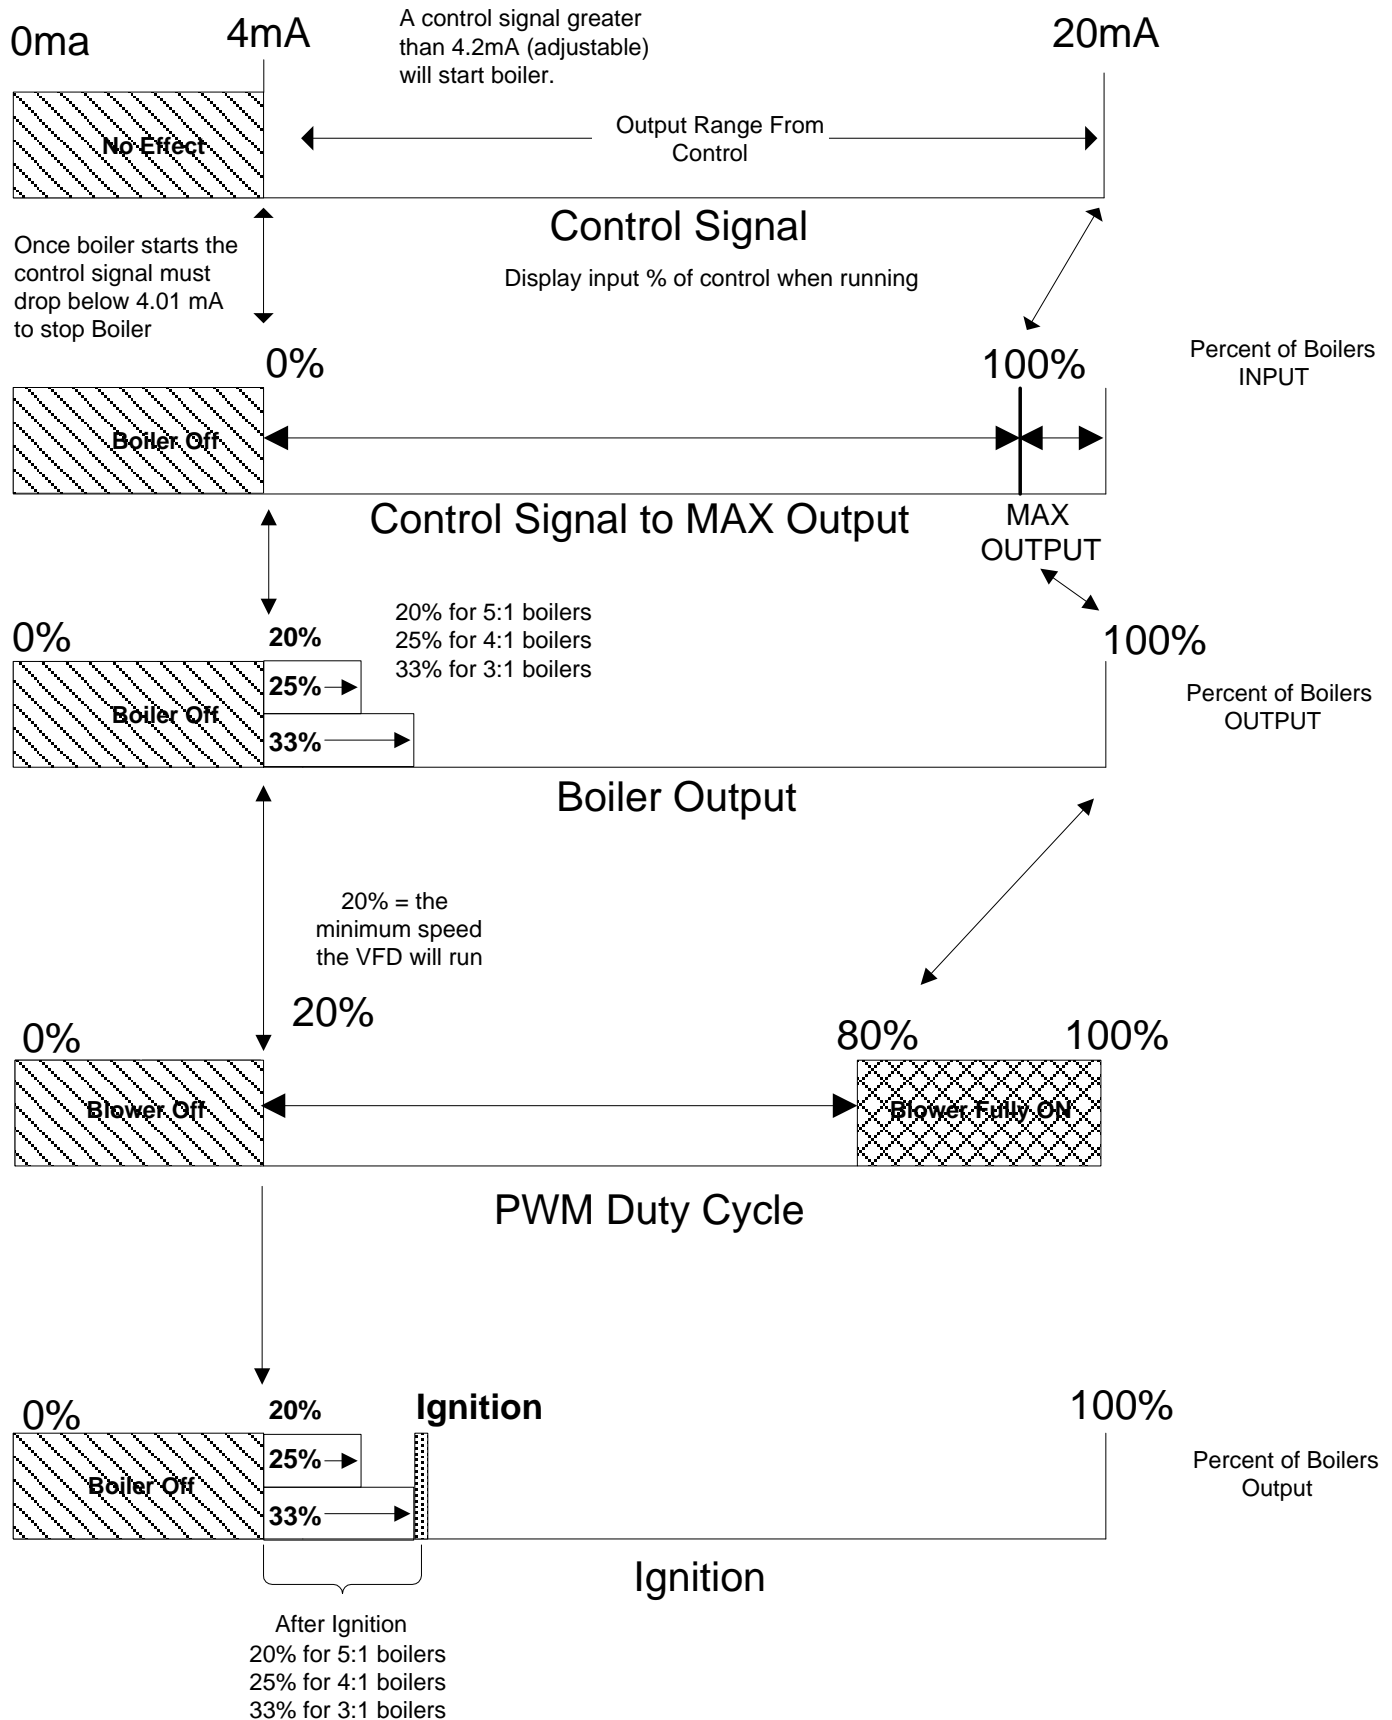 0ma
4mA
A control signal greater
than 4.2mA (adjustable)
will start boiler.
20mA
No Effect
Output Range From
Control
Control Signal
Once boiler starts the
control signal must
drop below 4.01 mA
to stop Boiler
Display input % of control when running
0%
100%
Percent of Boilers
INPUT
Boiler Off
Control Signal to MAX Output
MAX
OUTPUT
0%
20%
20% for 5:1 boilers
25% for 4:1 boilers
33% for 3:1 boilers
100%
Boiler Off
25%
33%
Percent of Boilers
OUTPUT
Boiler Output
20% = the
minimum speed
the VFD will run
0%
20%
80%
100%
Blower Off
Blower Fully ON
PWM Duty Cycle
0%
20%
Ignition
100%
Boiler Off
25%
33%
Percent of Boilers
Output
Ignition
After Ignition
20% for 5:1 boilers
25% for 4:1 boilers
33% for 3:1 boilers